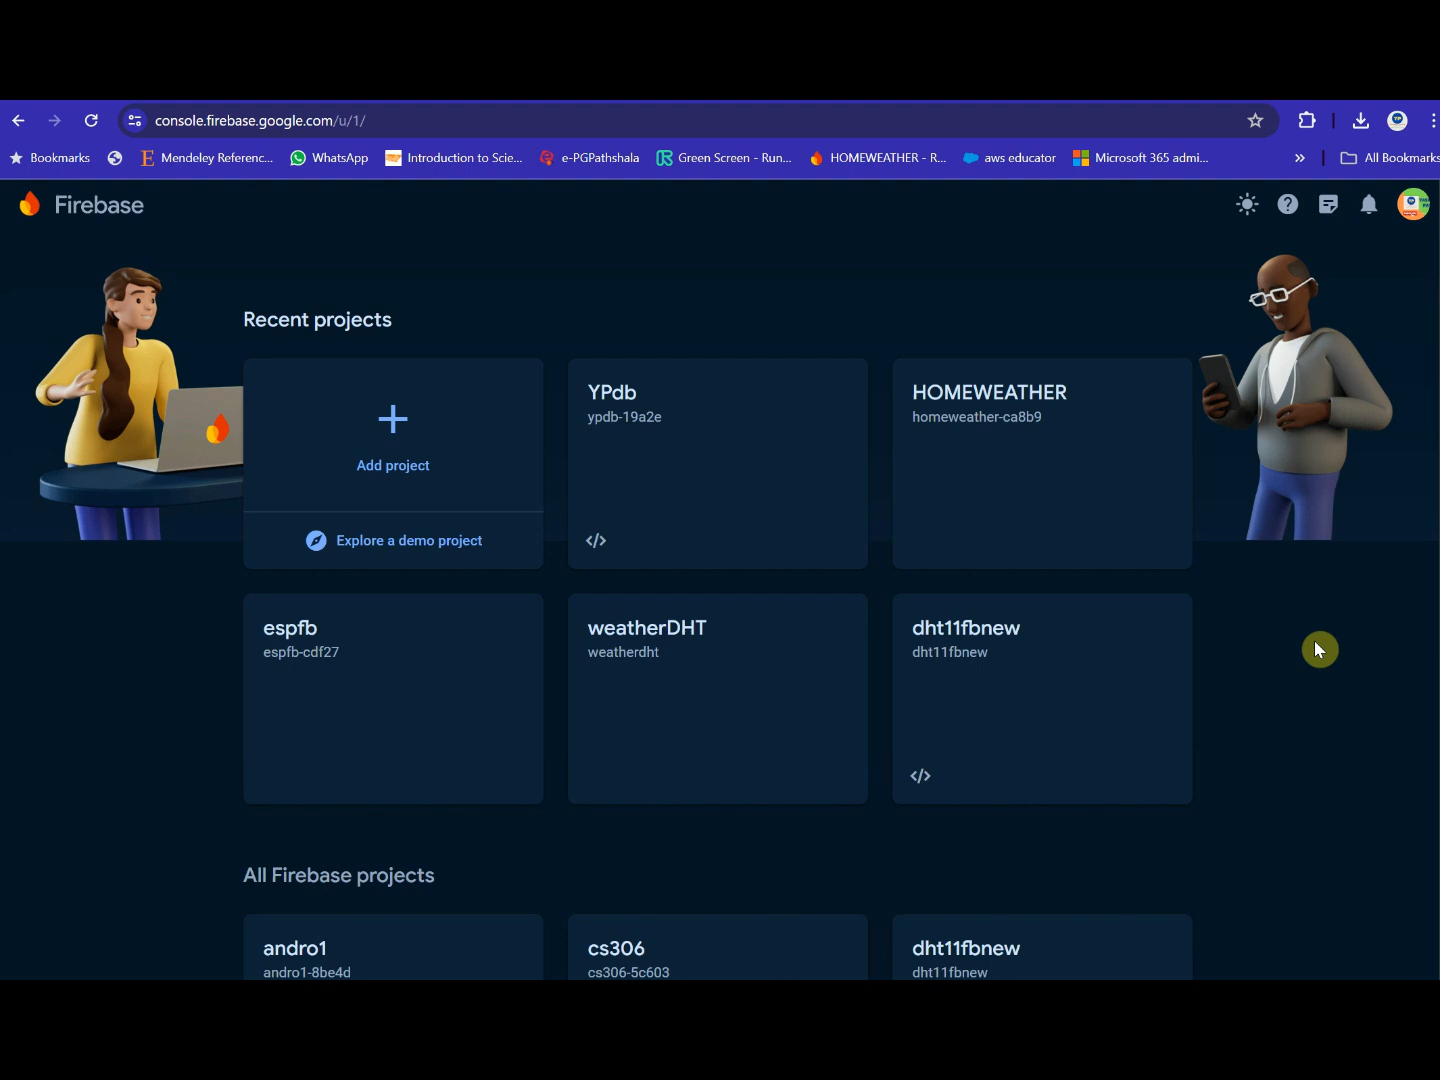 console.firebase.google.com/u/1/
Bookmarks
Mendeley Referenc...
WhatsApp
Introduction to Scie...
e-PGPathshala
Green Screen - Run...
HOMEWEATHER - R...
aws educator
Microsoft 365 admi...
»
All Bookmarks
Firebase
Recent projects
Add project
Explore a demo project
YPdb
ypdb-19a2e
HOMEWEATHER
homeweather-ca8b9
espfb
espfb-cdf27
weatherDHT
weatherdht
dht11fbnew
dht11fbnew
All Firebase projects
andro1
andro1-8be4d
cs306
cs306-5c603
dht11fbnew
dht11fbnew